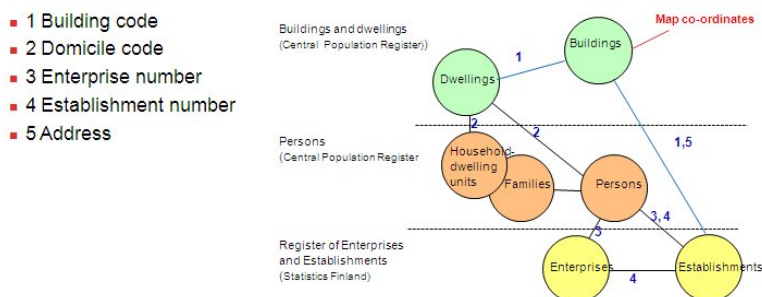 1 Building code
2 Domicile code
3 Enterprise number
4 Establishment number
5 Address
Buildings and dwellings
(Central Population Register))
Map co-ordinates
Buildings
1
Dwellings
2
2
Persons
(Central Population Register
Household-
dwelling
units
Families
Persons
1,5
3, 4
3
Register of Enterprises
and Establishments
(Statistics Finland)
Enterprises
4
Establishments